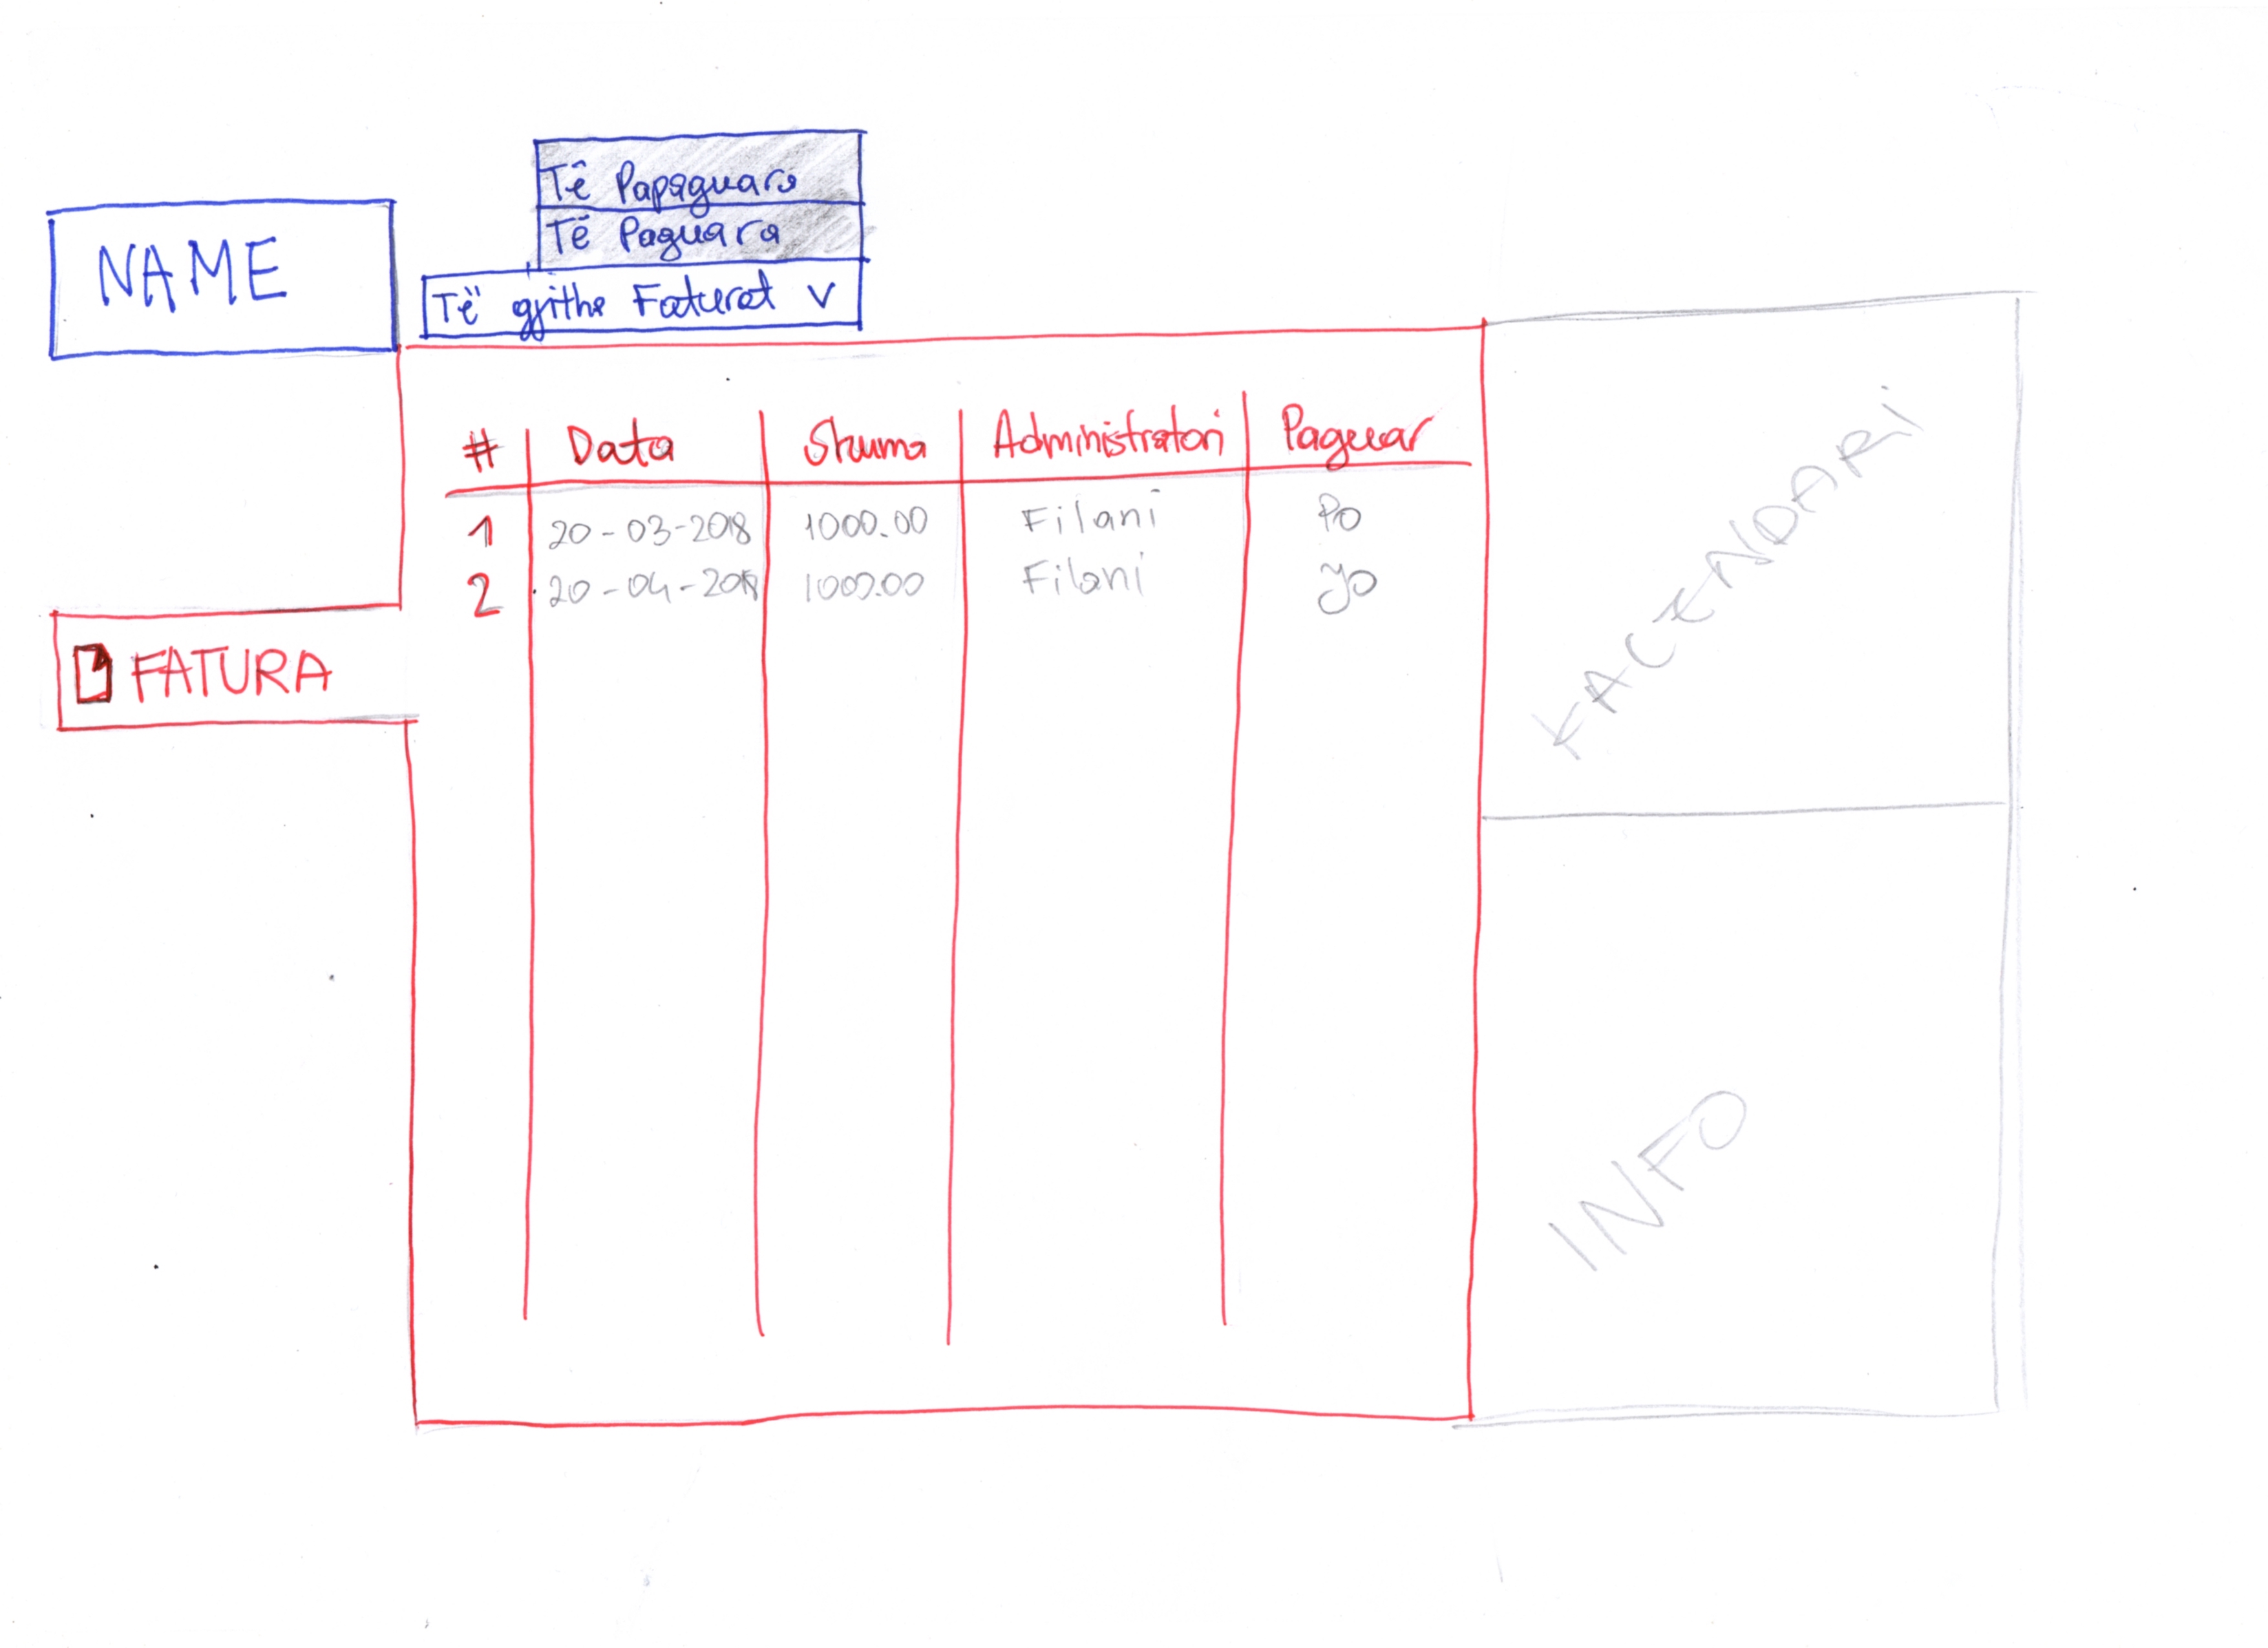 Të Papaguara
Të Paguara
NAME
Të gjitha Faturat v
# Data Shuma Administratori Paguar
1 20-03-2018 1000.00 Filani Po
2 20-04-2018 1000.00 Filani Jo
FATURA
INFO